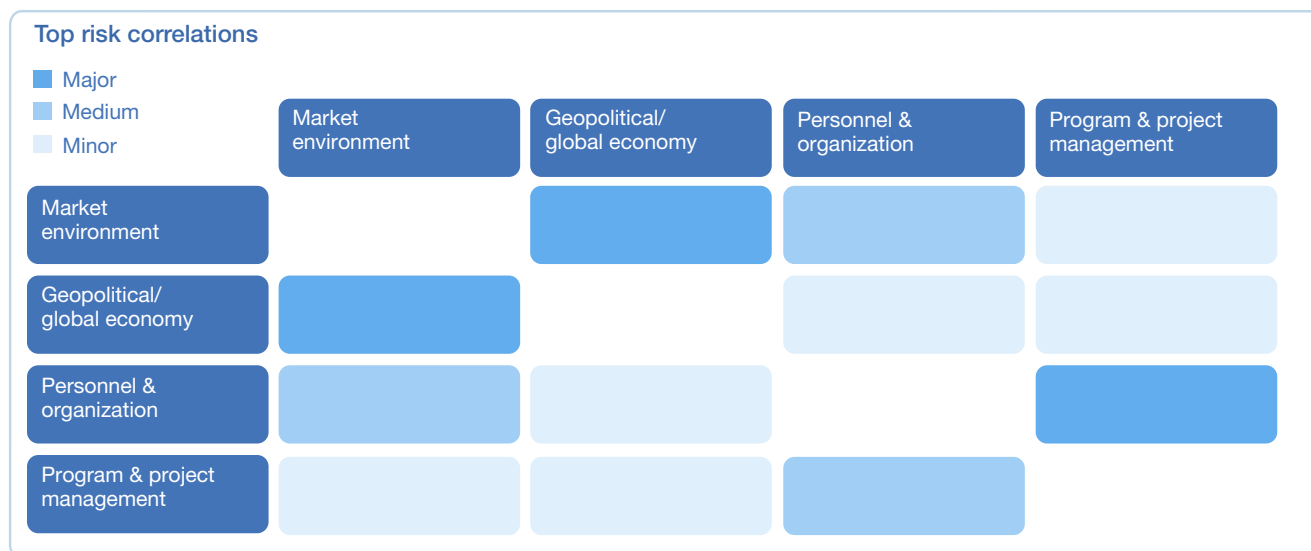 Top risk correlations
Major
Medium
Minor
Market
environment
Geopolitical/
global economy
Personnel &
organization
Program & project
management
Market
environment
Geopolitical/
global economy
Personnel &
organization
Program & project
management